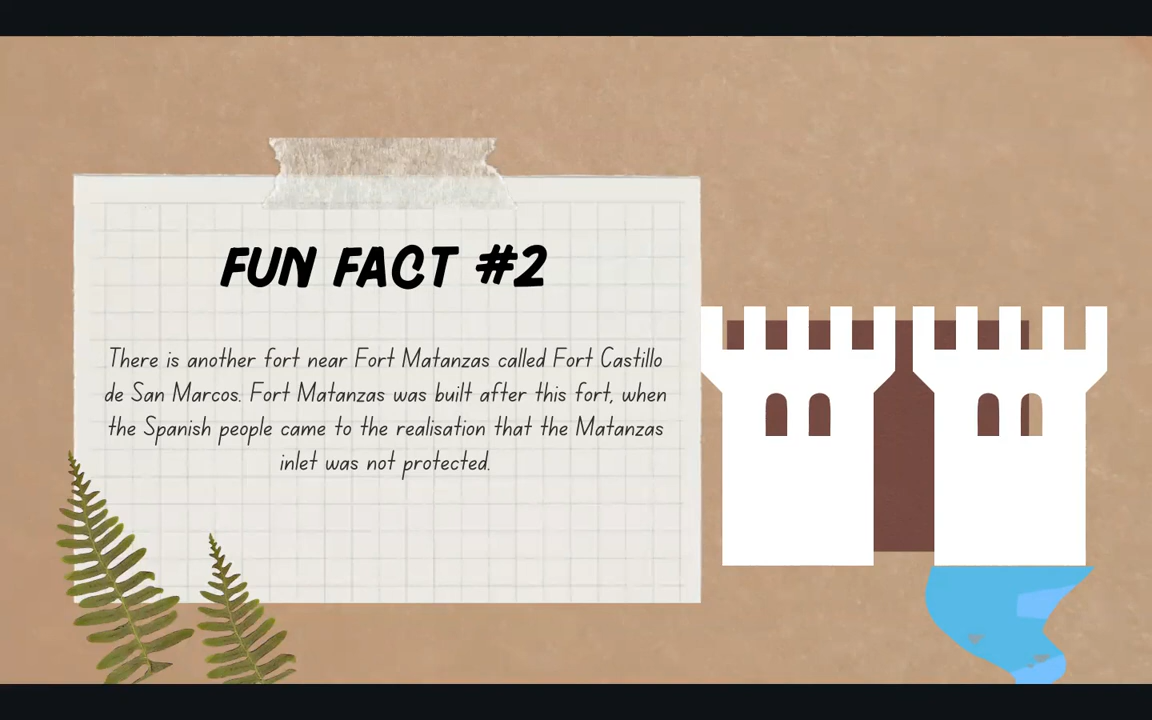 FUN FACT #2
There is another fort near Fort Matanzas called Fort Castillo
de San Marcos. Fort Matanzas was built after this fort, when
the Spanish people came to the realisation that the Matanzas
inlet was not protected.